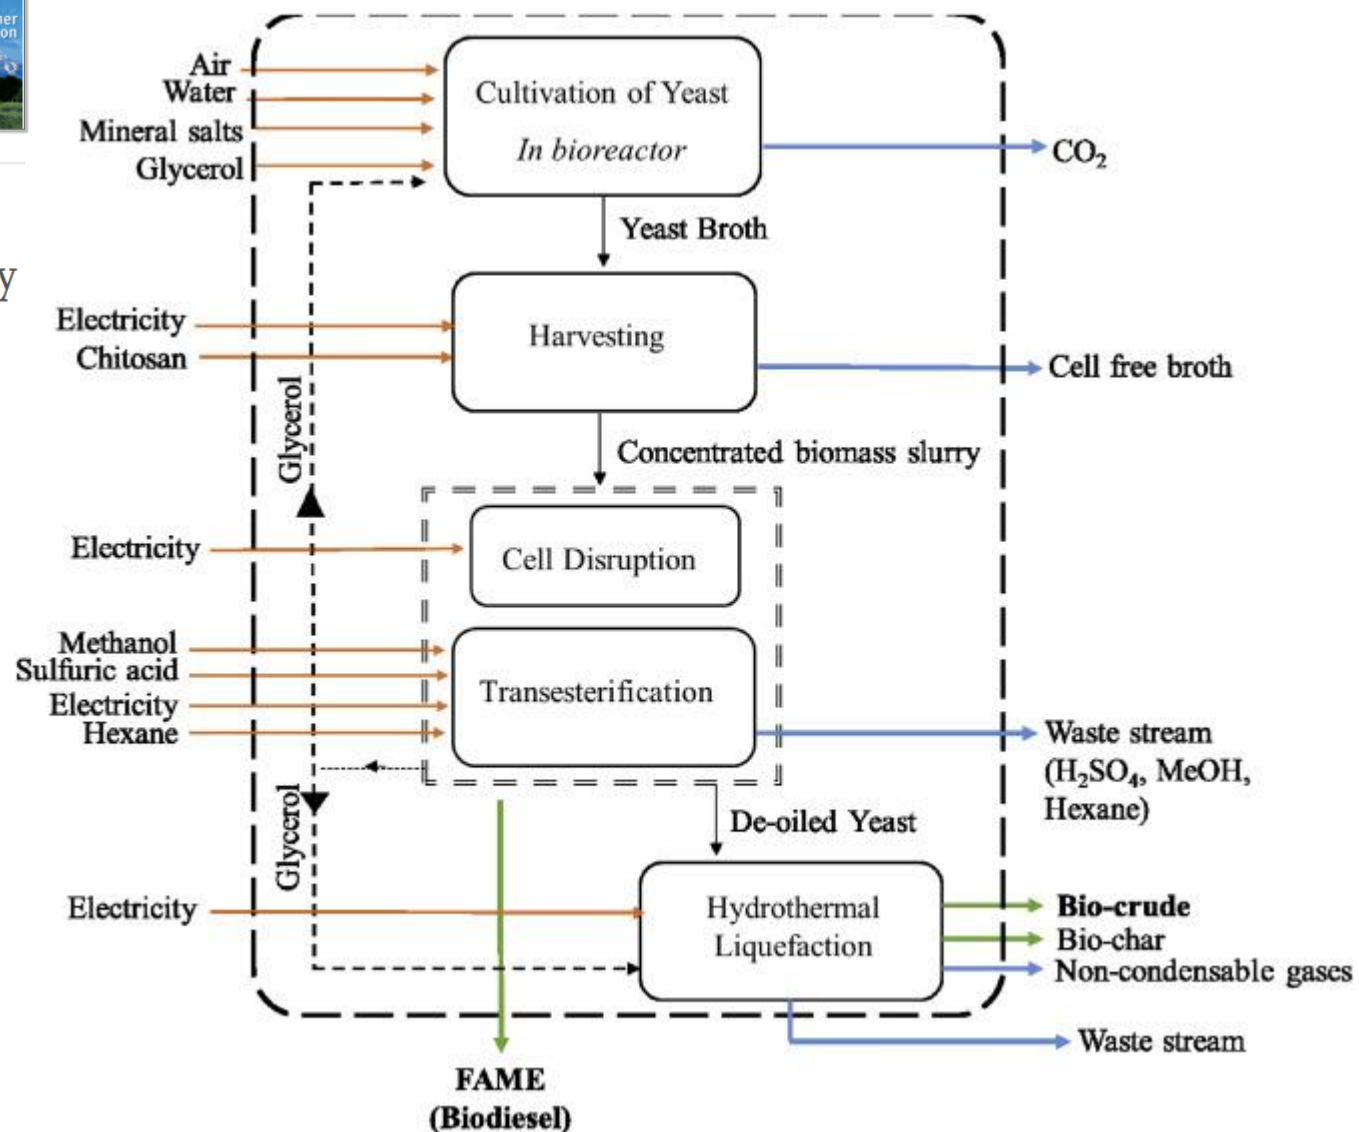 ner
on
y
Air
Water
Mineral salts
Glycerol
Cultivation of Yeast
In bioreactor
CO₂
Yeast Broth
Electricity
Chitosan
Harvesting
Cell free broth
Glycerol
Concentrated biomass slurry
Electricity
Cell Disruption
Methanol
Sulfuric acid
Electricity
Hexane
Transesterification
Waste stream
(H₂SO₄, MeOH,
Hexane)
Glycerol
De-oiled Yeast
Electricity
Hydrothermal
Liquefaction
Bio-crude
Bio-char
Non-condensable gases
Waste stream
FAME
(Biodiesel)